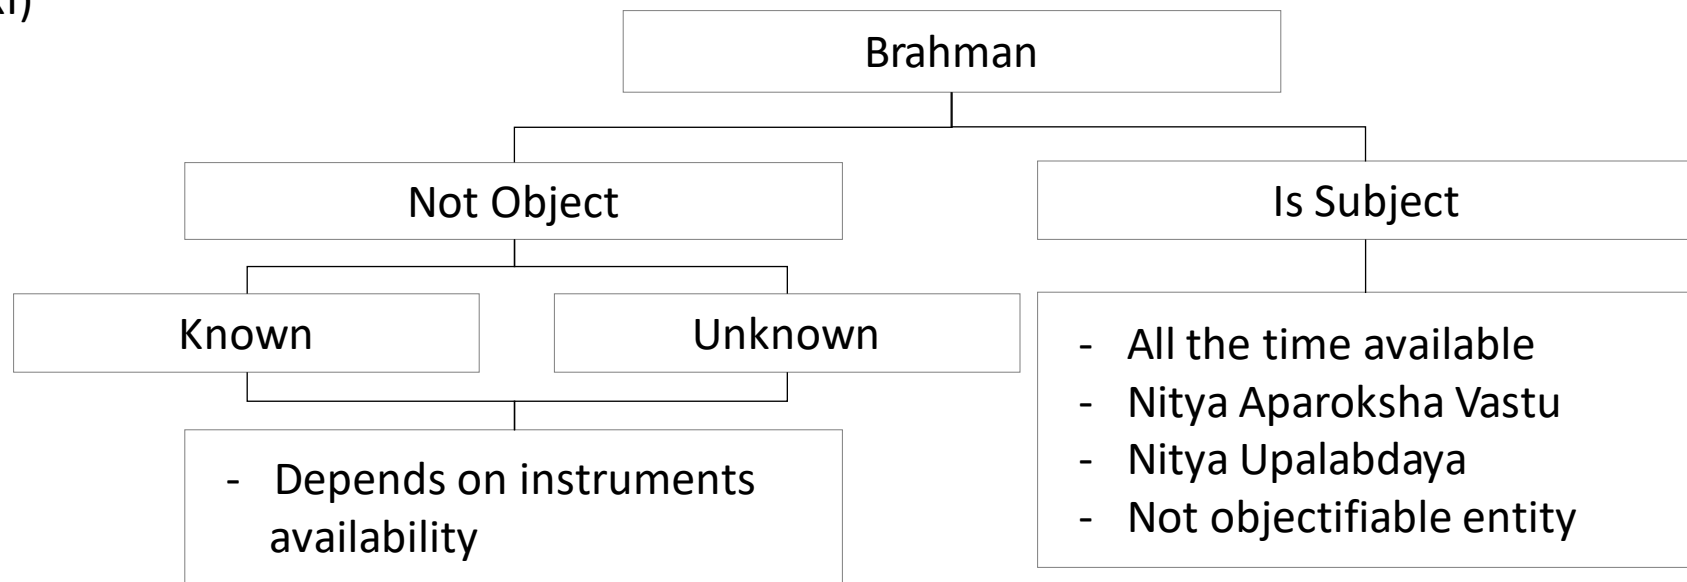 Brahman
Not Object
Is Subject
Known
Unknown
- All the time available
- Nitya Aparoksha Vastu
- Nitya Upalabdaya
- Not objectifiable entity
- Depends on instruments
availability